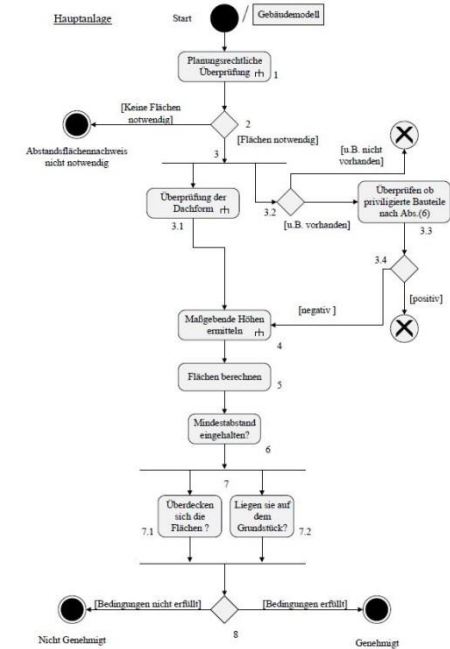 Hauptanlage
Start
Gebäudemodell
Planungsrechtliche
Überprüfung
1
[Keine Flächen
notwendig]
2
[Flächen notwendig]
Abstandsflächennachweis
nicht notwendig
3
[u.B. nicht
vorhanden]
Überprüfung der
Dachform
3.1
3.2
[u.B. vorhanden]
Überprüfen ob
priviligierte Bauteile
nach Abs.(6)
3.3
3.4
[negativ ]
[positiv]
Maßgebende Höhen
ermitteln
4
Flächen berechnen
5
Mindestabstand
eingehalten?
6
7
Überdecken
sich die
Flächen ?
7.1
Liegen sie auf
dem
Grundstück?
7.2
[Bedingungen nicht erfüllt]
[Bedingungen erfüllt]
8
Nicht Genehmigt
Genehmigt